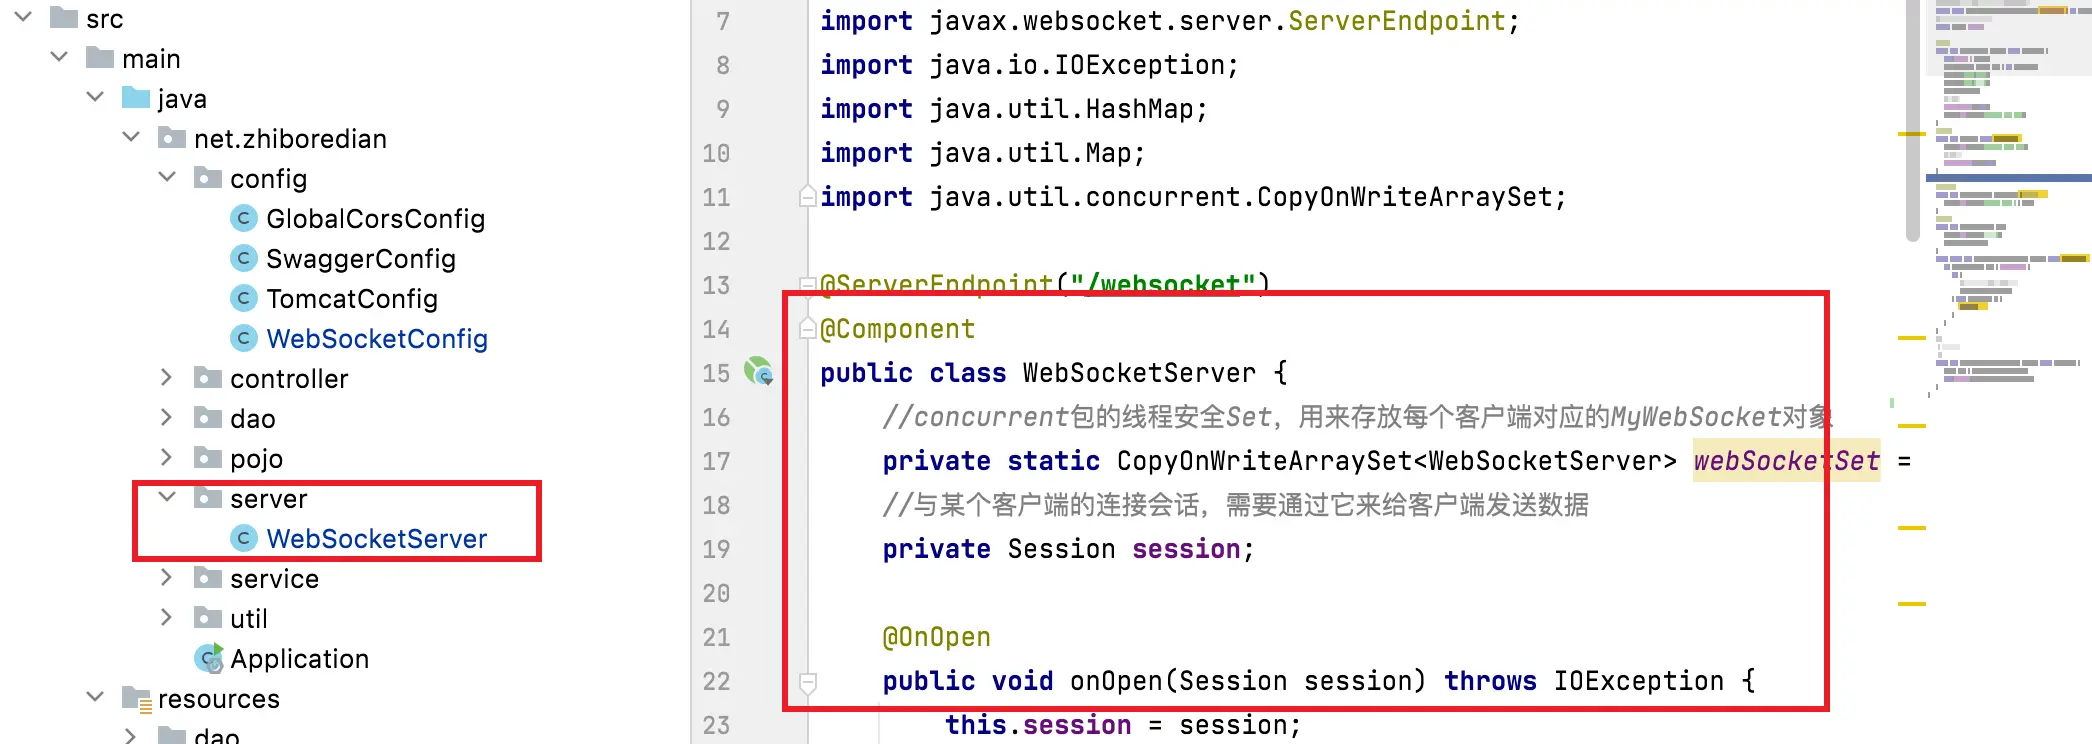 src
main
java
net.zhiboredian
config
GlobalCorsConfig
SwaggerConfig
TomcatConfig
WebSocketConfig
controller
dao
pojo
server
WebSocketServer
service
util
Application
resources
dao
7 import javax.websocket.server.ServerEndpoint;
8 import java.io.IOException;
9 import java.util.HashMap;
10 import java.util.Map;
11 import java.util.concurrent.CopyOnWriteArraySet;
12
13 @ServerEndpoint("/websocket")
14 @Component
15 public class WebSocketServer {
16 //concurrent包的线程安全Set，用来存放每个客户端对应的MyWebSocket对象
17 private static CopyOnWriteArraySet<WebSocketServer> webSocketSet =
18 //与某个客户端的连接会话，需要通过它来给客户端发送数据
19 private Session session;
20
21 @OnOpen
22 public void onOpen(Session session) throws IOException {
23 this.session = session;